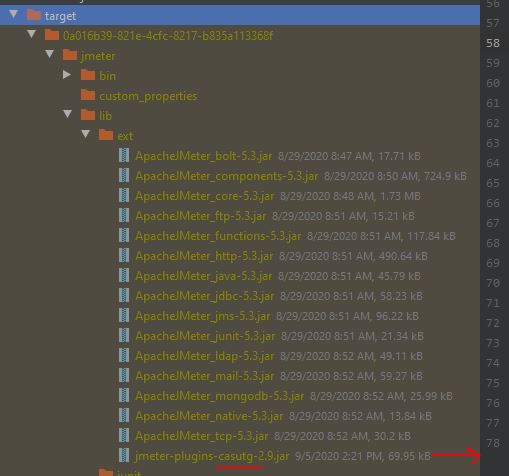 target
0a016b39-821e-4cfc-8217-b835a113368f
jmeter
bin
custom_properties
lib
ext
ApacheJMeter_bolt-5.3.jar 8/29/2020 8:47 AM, 17.71 kB
ApacheJMeter_components-5.3.jar 8/29/2020 8:50 AM, 724.9 kB
ApacheJMeter_core-5.3.jar 8/29/2020 8:48 AM, 1.73 MB
ApacheJMeter_ftp-5.3.jar 8/29/2020 8:51 AM, 15.21 kB
ApacheJMeter_functions-5.3.jar 8/29/2020 8:51 AM, 117.84 kB
ApacheJMeter_http-5.3.jar 8/29/2020 8:51 AM, 490.64 kB
ApacheJMeter_java-5.3.jar 8/29/2020 8:51 AM, 45.79 kB
ApacheJMeter_jdbc-5.3.jar 8/29/2020 8:51 AM, 58.23 kB
ApacheJMeter_jms-5.3.jar 8/29/2020 8:51 AM, 96.22 kB
ApacheJMeter_junit-5.3.jar 8/29/2020 8:51 AM, 21.34 kB
ApacheJMeter_ldap-5.3.jar 8/29/2020 8:52 AM, 49.11 kB
ApacheJMeter_mail-5.3.jar 8/29/2020 8:52 AM, 59.27 kB
ApacheJMeter_mongodb-5.3.jar 8/29/2020 8:52 AM, 25.99 kB
ApacheJMeter_native-5.3.jar 8/29/2020 8:52 AM, 13.84 kB
ApacheJMeter_tcp-5.3.jar 8/29/2020 8:52 AM, 30.2 kB
jmeter-plugins-casutg-2.9.jar 9/5/2020 2:21 PM, 69.95 kB
junit
56
57
58
59
60
61
62
63
64
65
66
67
68
69
70
71
72
73
74
75
76
77
78